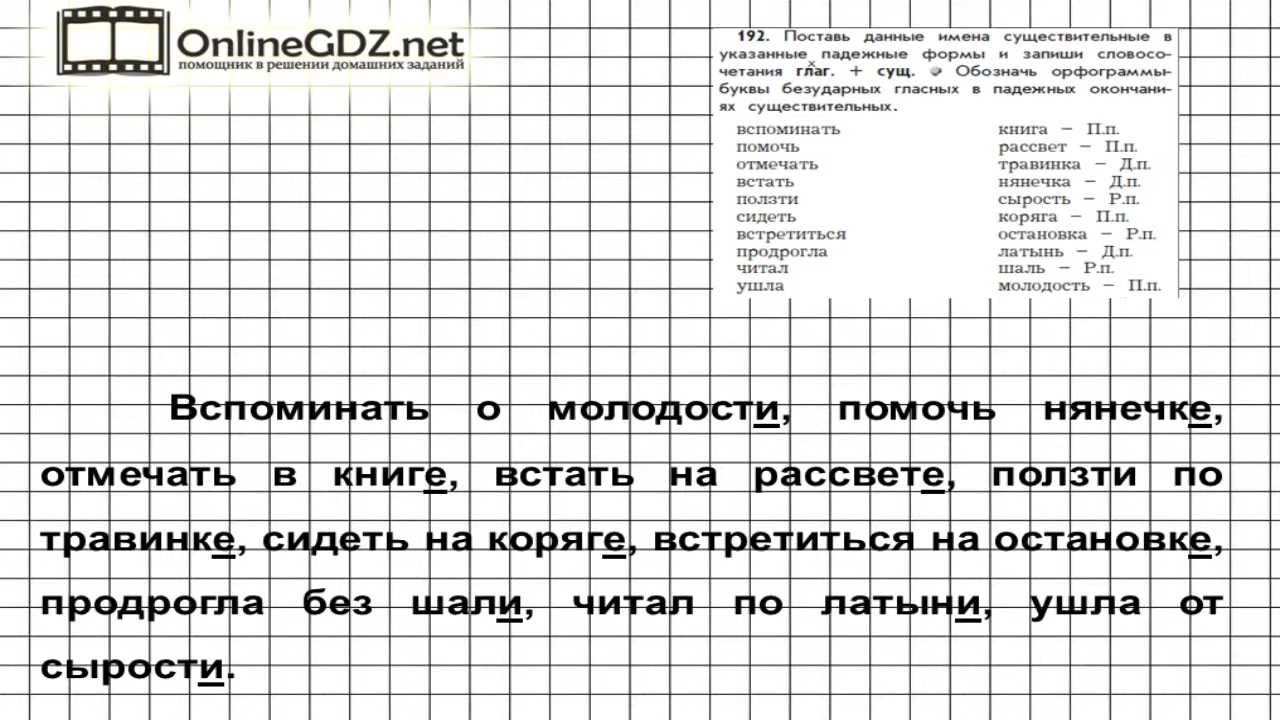 OnlineGDZ.net
помощник в решении домашних заданий
192. Поставь данные имена существительные в
указанные падежные формы и запиши словосо-
четания глаг. + сущ. Обозначь орфограммы-
буквы безударных гласных в падежных окончани-
ях существительных.
вспоминать книга – П.п.
помочь рассвет – П.п.
отмечать травинка – Д.п.
встать нянечка – Д.п.
ползти сырость – Р.п.
сидеть коряга – П.п.
встретиться остановка – Р.п.
продрогла латынь – Д.п.
читал шаль – Р.п.
ушла молодость – П.п.
Вспоминать о молодости, помочь нянечке,
отмечать в книге, встать на рассвете, ползти по
травинке, сидеть на коряге, встретиться на остановке,
продрогла без шали, читал по латыни, ушла от
сырости.